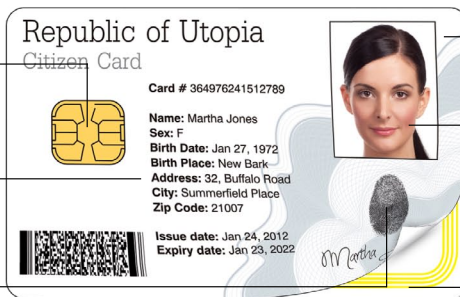 Republic of Utopia
Citizen Card
Card # 364976241512789
Name: Martha Jones
Sex: F
Birth Date: Jan 27, 1972
Birth Place: New Bark
Address: 32, Buffalo Road
City: Summerfield Place
Zip Code: 21007
Issue date: Jan 24, 2012
Expiry date: Jan 23, 2022
Martha